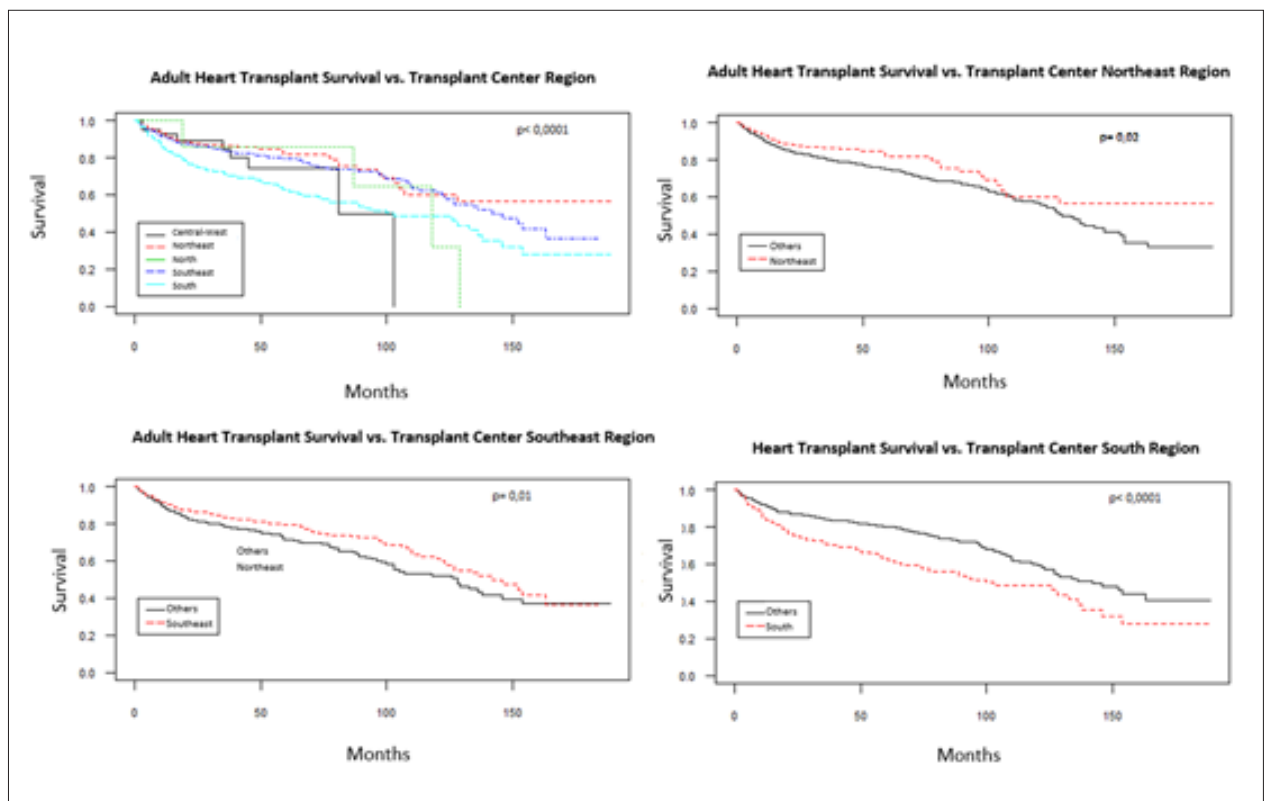 Adult Heart Transplant Survival vs. Transplant Center Region
p< 0,0001
Survival
1.0
0.8
0.6
0.4
0.2
0.0
Central-West
Northeast
North
Southeast
South
0
50
100
150
Months
Adult Heart Transplant Survival vs. Transplant Center Northeast Region
p= 0,02
Survival
1.0
0.8
0.6
0.4
0.2
0.0
Others
Northeast
0
50
100
150
Months
Adult Heart Transplant Survival vs. Transplant Center Southeast Region
p= 0,01
Survival
1.0
0.8
0.6
0.4
0.2
0.0
Others
Northeast
Others
Southeast
0
50
100
150
Months
Heart Transplant Survival vs. Transplant Center South Region
p< 0,0001
Survival
1.0
0.8
0.6
0.4
0.2
0.0
Others
South
0
50
100
150
Months